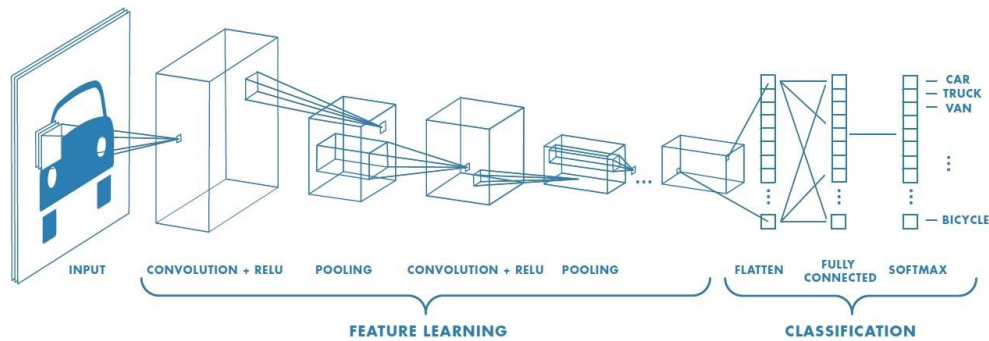 CAR
TRUCK
VAN
BICYCLE
INPUT
CONVOLUTION + RELU
POOLING
CONVOLUTION + RELU
POOLING
FLATTEN
FULLY
CONNECTED
SOFTMAX
FEATURE LEARNING
CLASSIFICATION